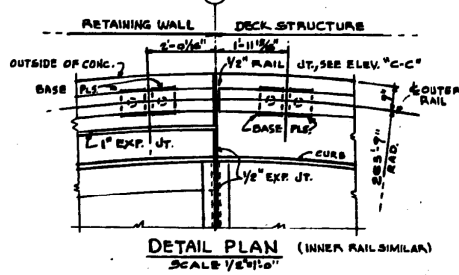 RETAINING WALL
DECK STRUCTURE
2'-0 1/16"
1'-11 15/16"
OUTSIDE OF CONC.
1/2" RAIL JT., SEE ELEV. "C-C"
BASE PLS.
℄ OUTER RAIL
BASE PLS.
1" EXP. JT.
CURB
RAD.
1/2" EXP. JT.
DETAIL PLAN (INNER RAIL SIMILAR)
SCALE 1/2"=1'-0"